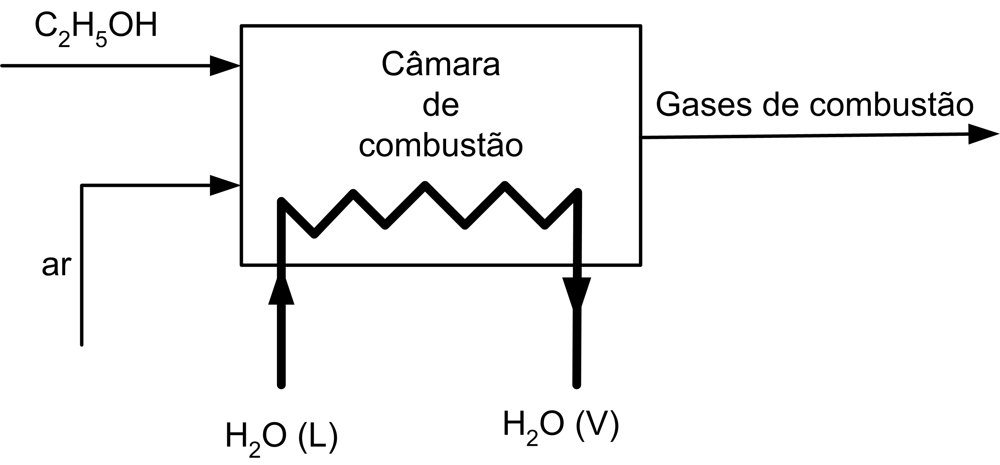 C₂H₅OH
Câmara
de
combustão
Gases de combustão
ar
H₂O (L)
H₂O (V)